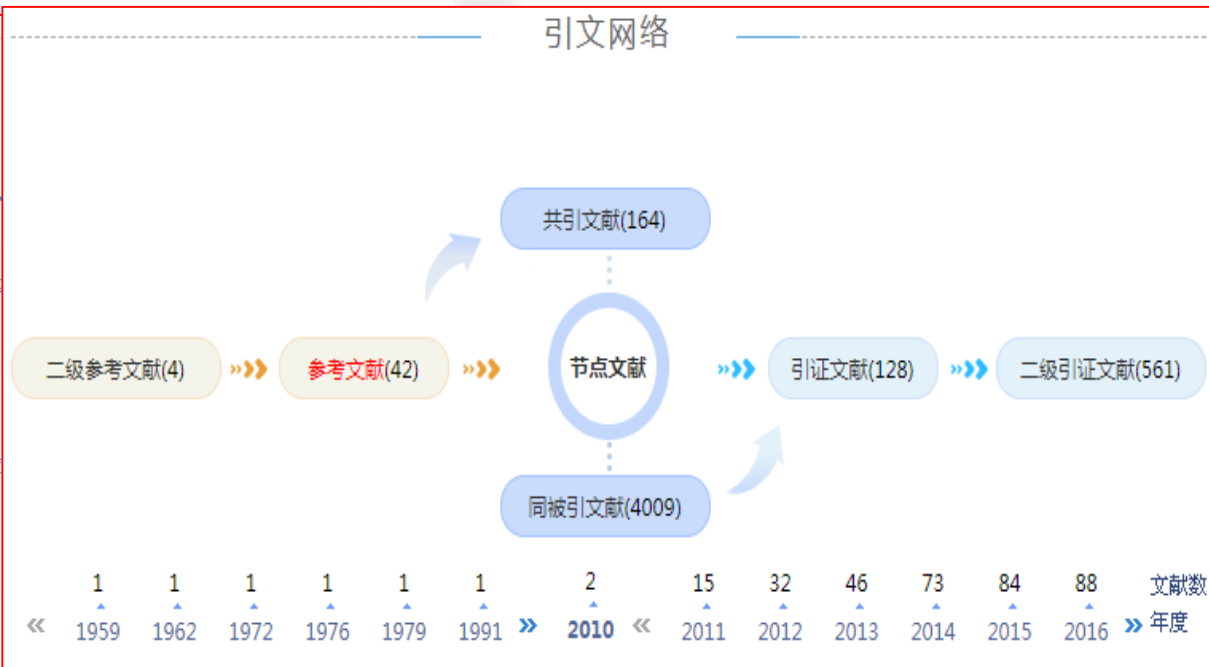 引文网络
共引文献(164)
二级参考文献(4) 参考文献(42) 节点文献 引证文献(128) 二级引证文献(561)
同被引文献(4009)
1 1 1 1 1 1 2 15 32 46 73 84 88 文献数
1959 1962 1972 1976 1979 1991 2010 2011 2012 2013 2014 2015 2016 年度